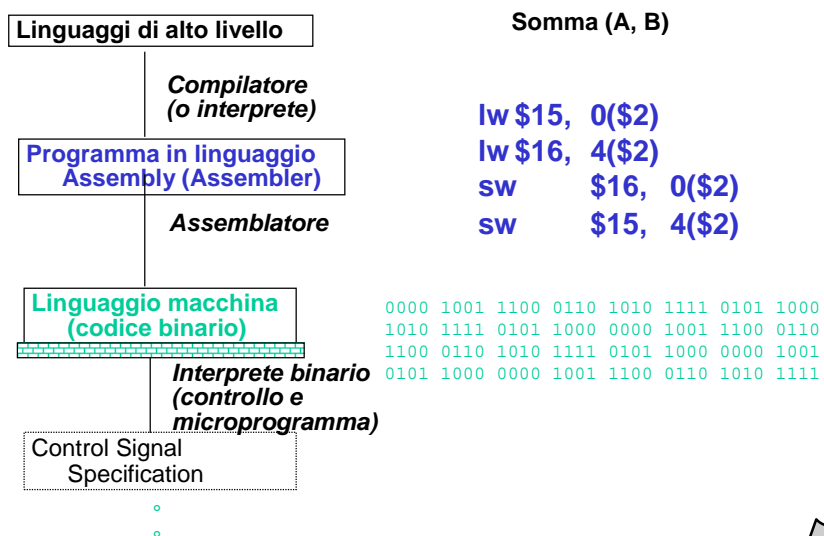 Linguaggi di alto livello
Somma (A, B)
Compilatore
(o interprete)
lw $15, 0($2)
lw $16, 4($2)
sw $16, 0($2)
sw $15, 4($2)
Programma in linguaggio
Assembly (Assembler)
Assemblatore
Linguaggio macchina
(codice binario)
0000 1001 1100 0110 1010 1111 0101 1000
1010 1111 0101 1000 0000 1001 1100 0110
1100 0110 1010 1111 0101 1000 0000 1001
0101 1000 0000 1001 1100 0110 1010 1111
Interprete binario
(controllo e
microprogramma)
Control Signal
Specification